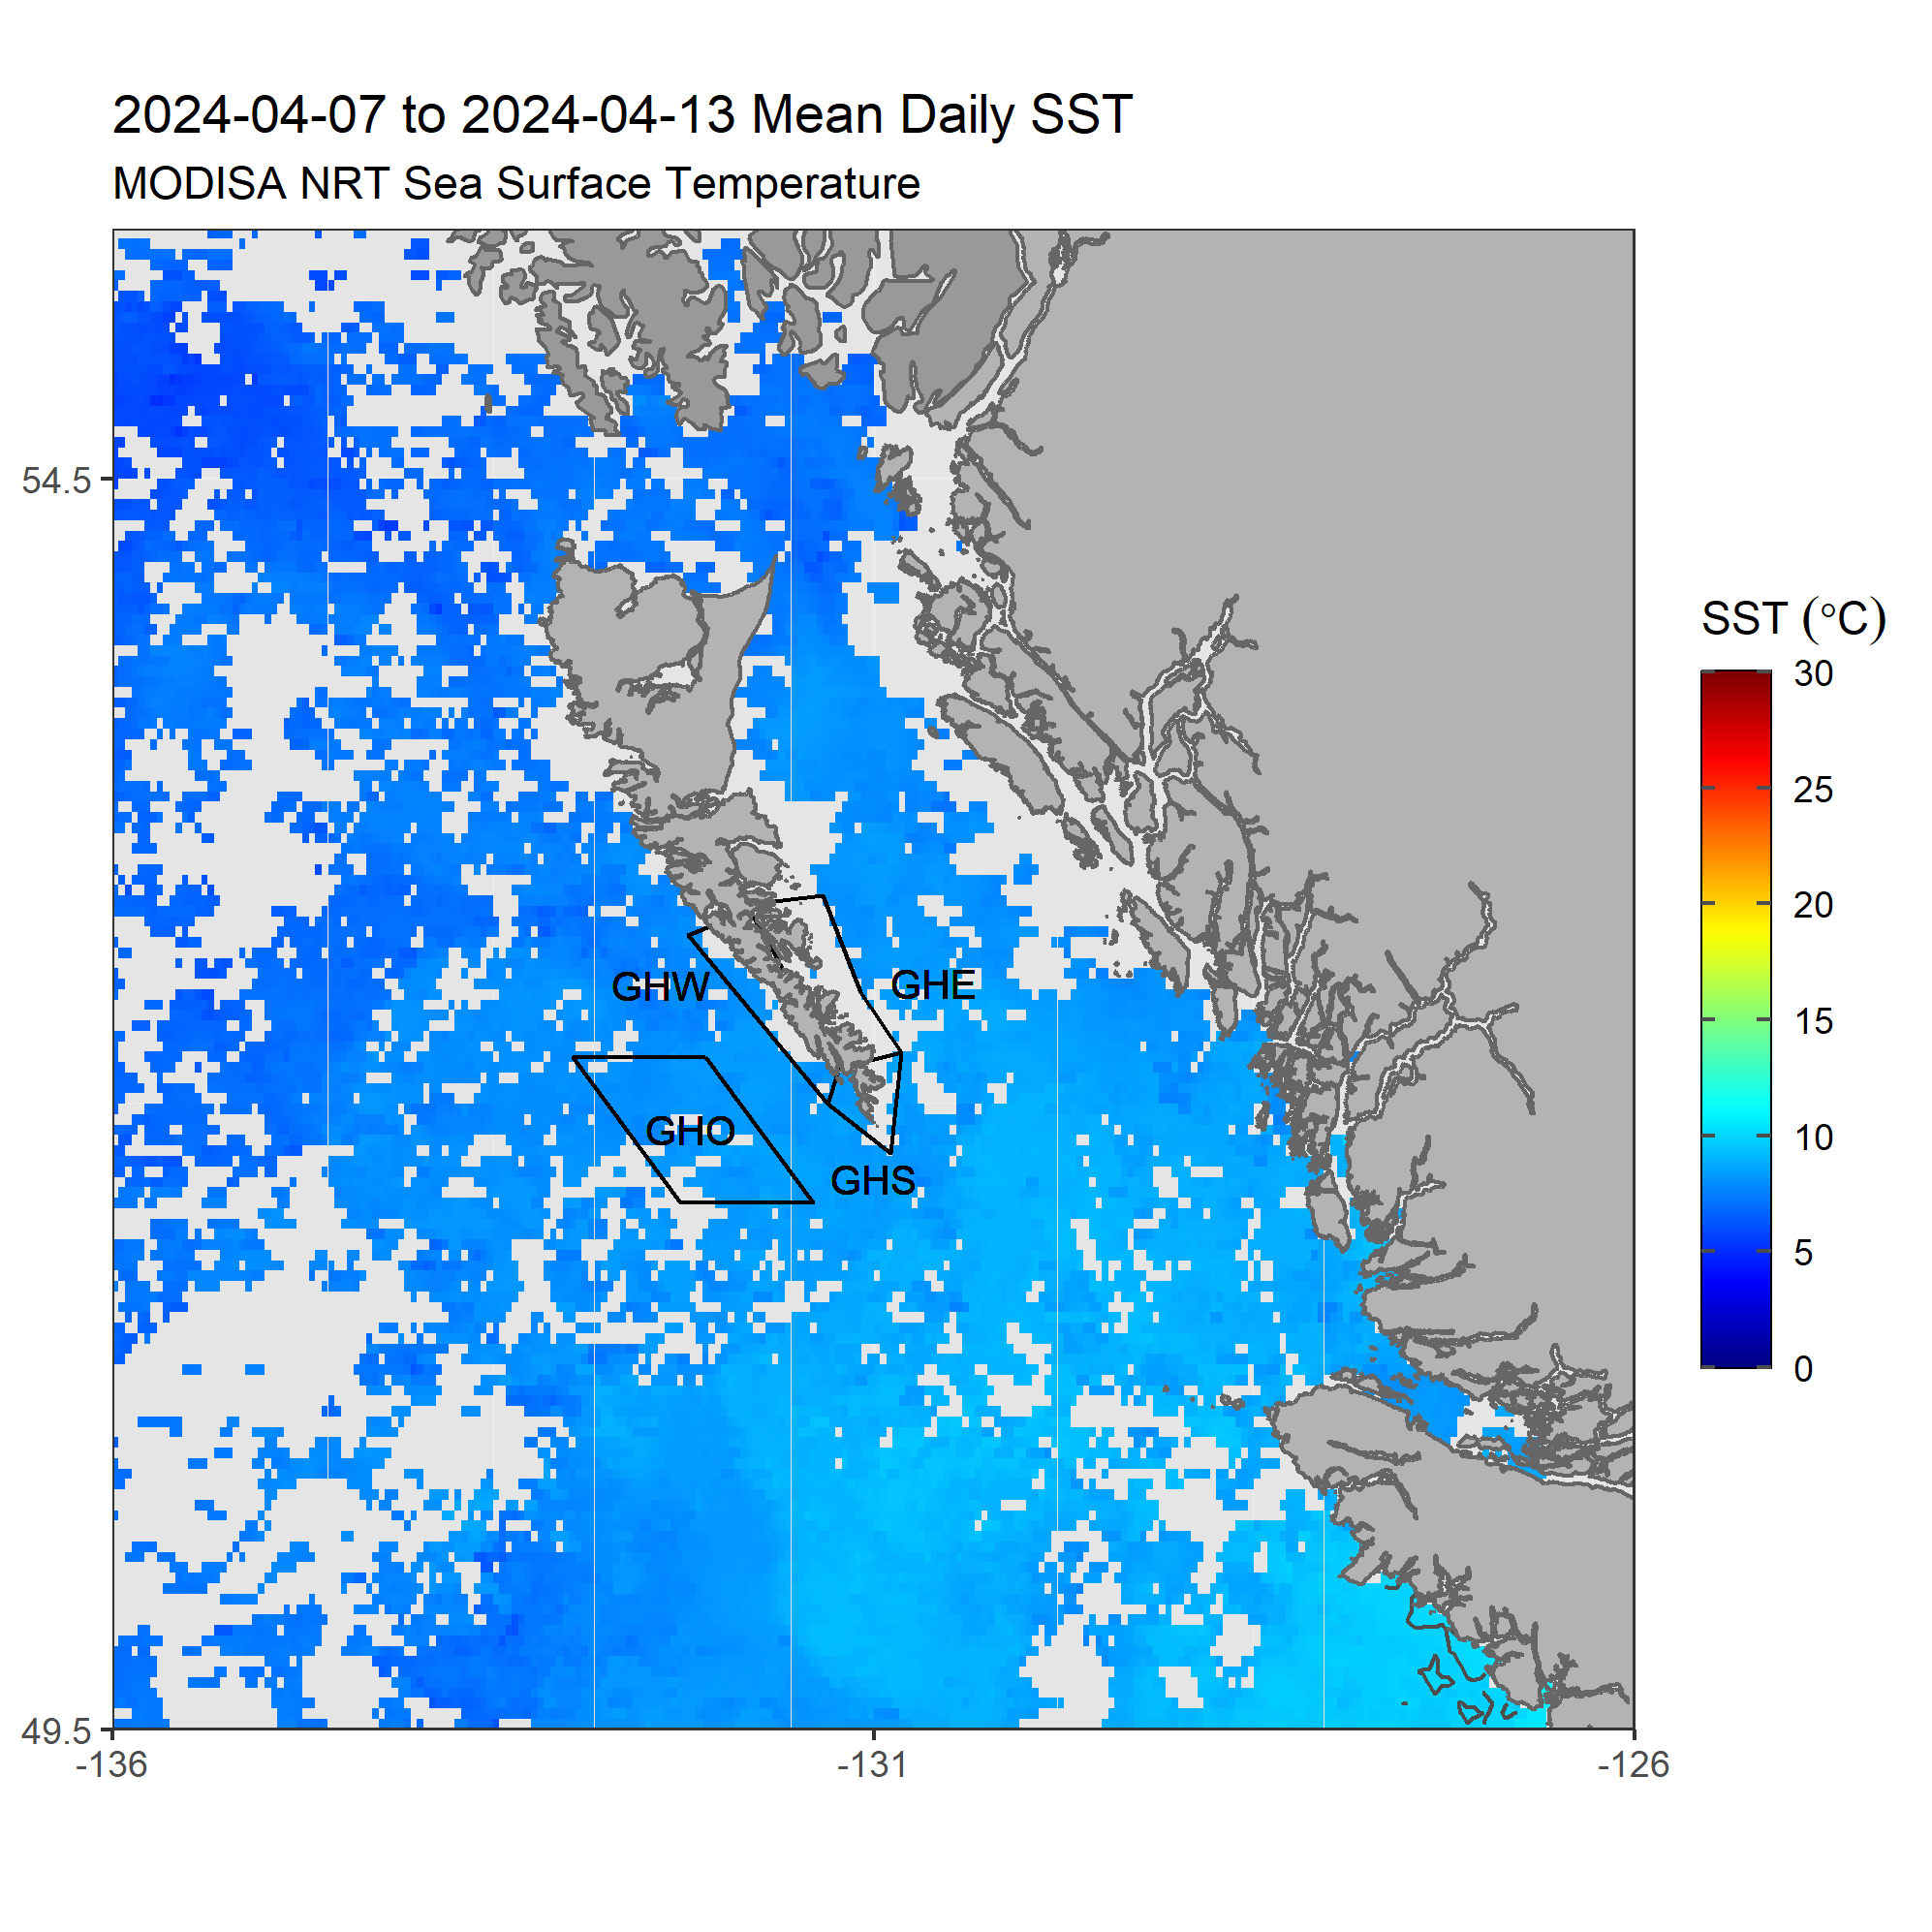 2024-04-07 to 2024-04-13 Mean Daily SST
MODISA NRT Sea Surface Temperature
54.5
49.5
-136
-131
-126
GHW
GHE
GHO
GHS
SST (°C)
30
25
20
15
10
5
0